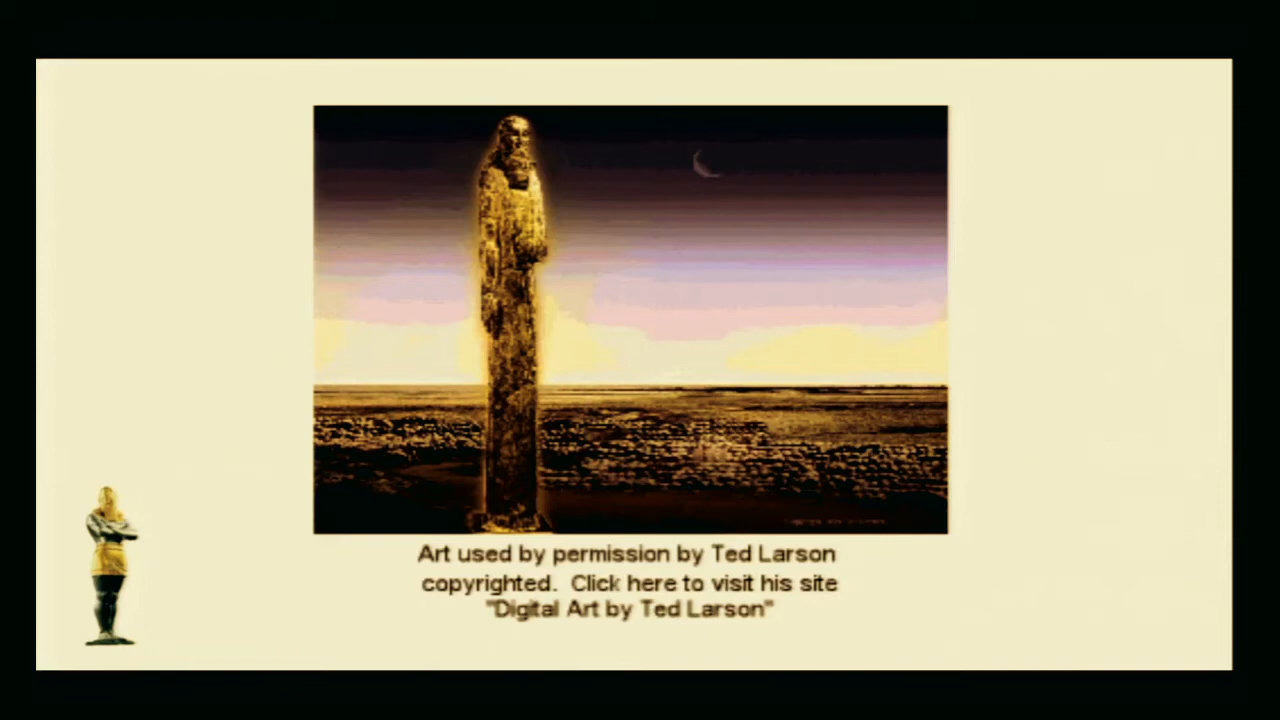 Art used by permission by Ted Larson
copyrighted. Click here to visit his site
"Digital Art by Ted Larson"